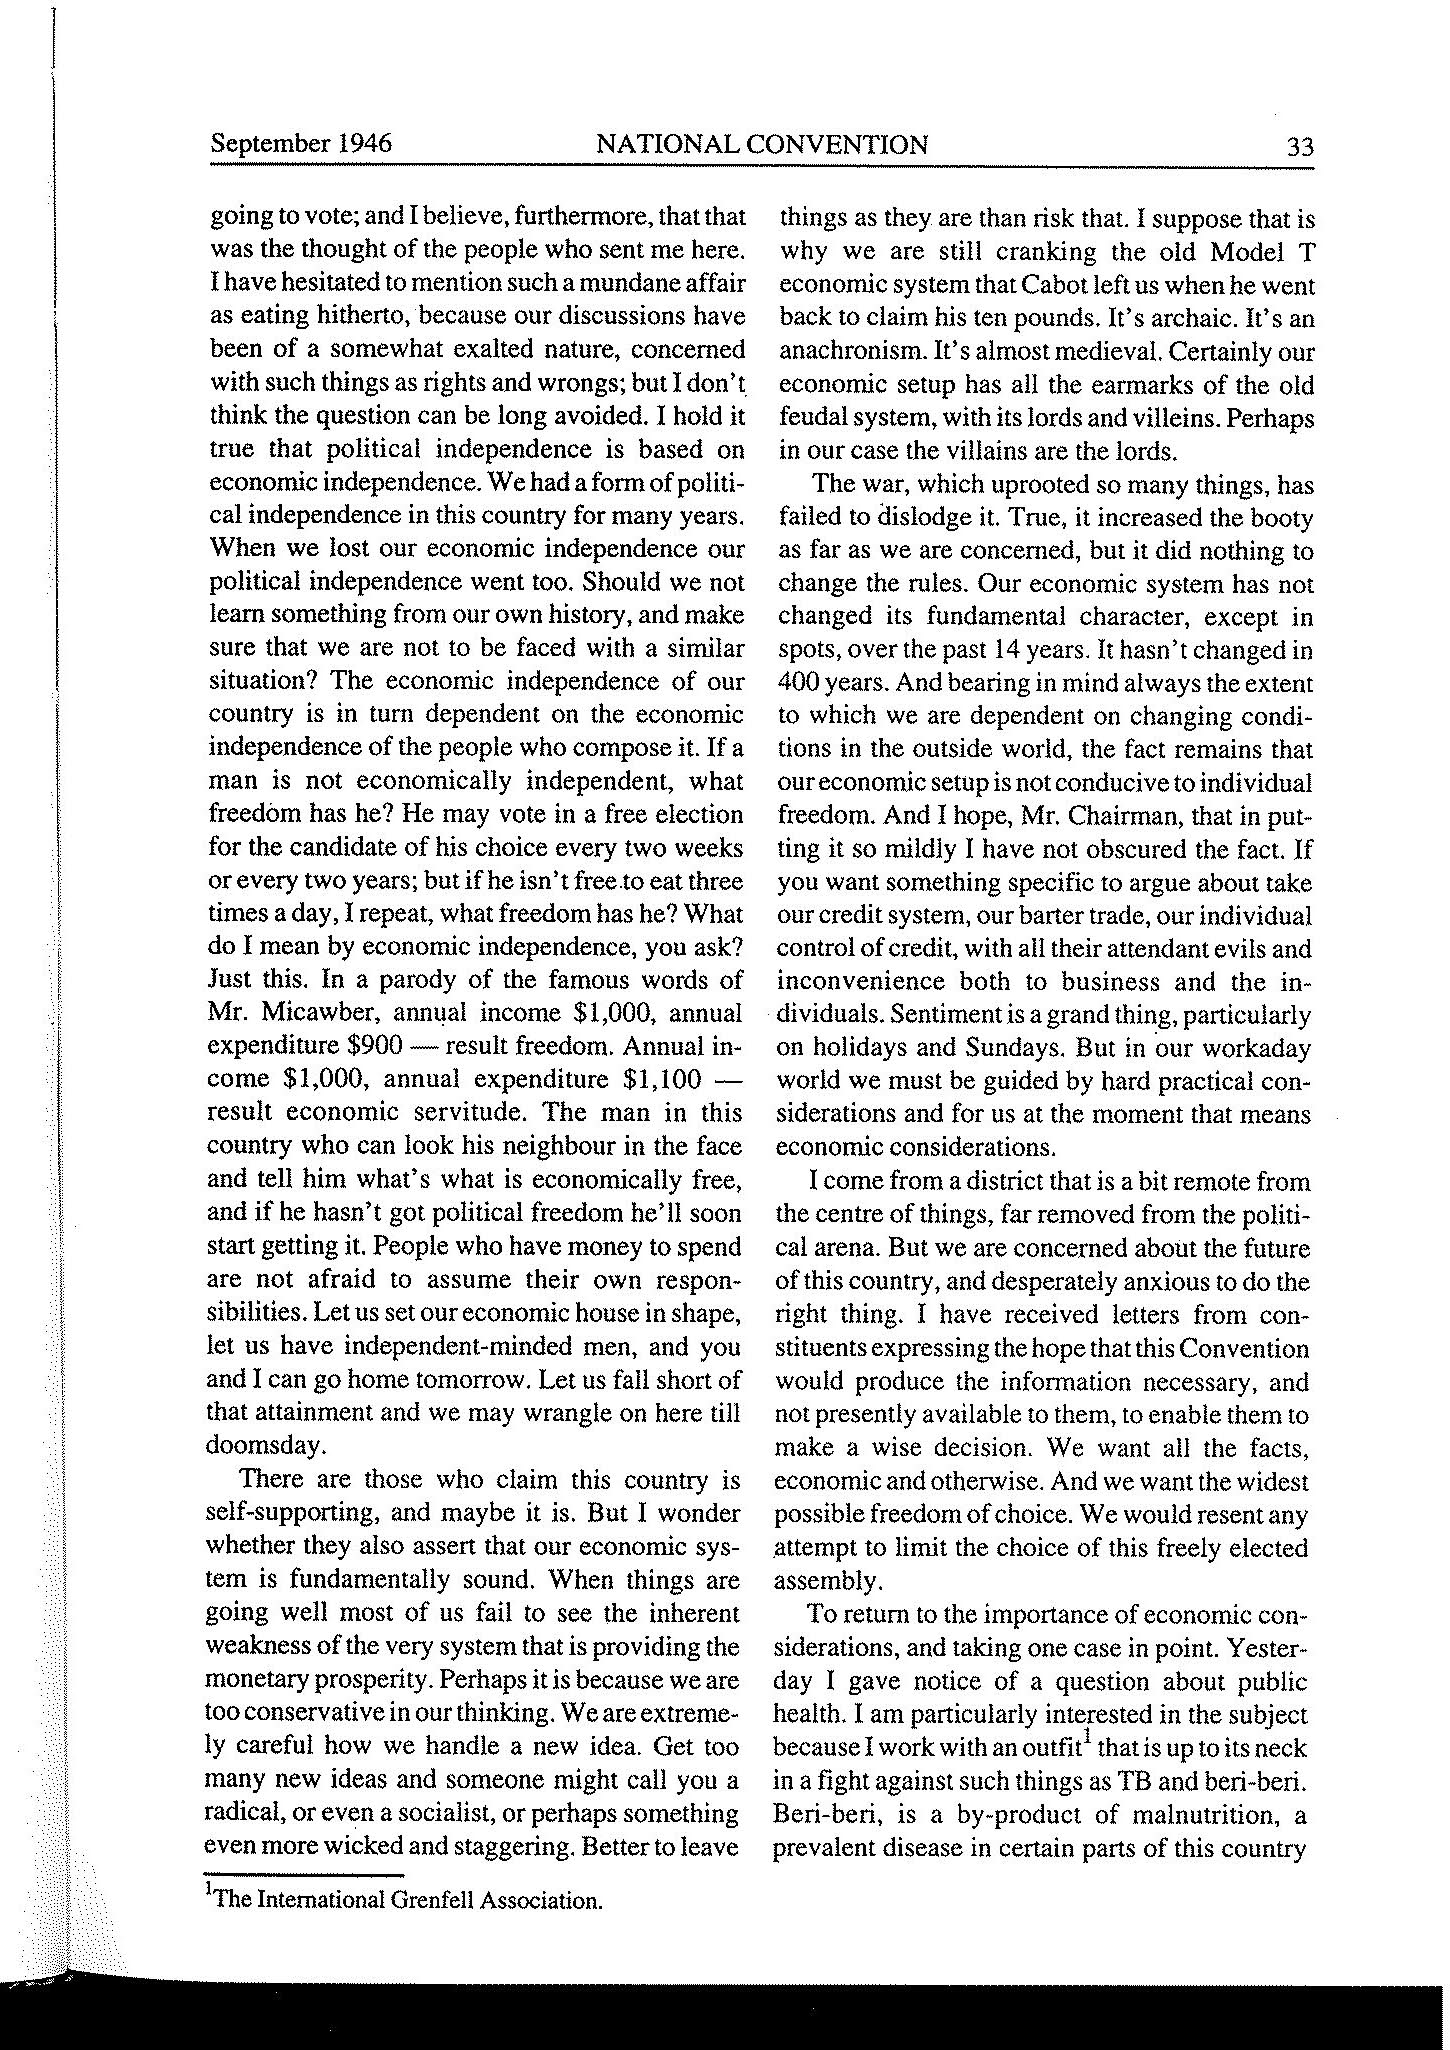 September 1946 NATIONAL CONVENTION 33
going to vote; and I believe, furthermore, that that
was the thought of the people who sent me here.
I have hesitated to mention such a mundane affair
as eating hitherto, because our discussions have
been of a somewhat exalted nature, concerned
with such things as rights and wrongs; but I don't
think the question can be long avoided. I hold it
true that political independence is based on
economic independence. We had a form of politi-
cal independence in this country for many years.
When we lost our economic independence our
political independence went too. Should we not
learn something from our own history, and make
sure that we are not to be faced with a similar
situation? The economic independence of our
country is in turn dependent on the economic
independence of the people who compose it. If a
man is not economically independent, what
freedom has he? He may vote in a free election
for the candidate of his choice every two weeks
or every two years; but if he isn't free to eat three
times a day, I repeat, what freedom has he? What
do I mean by economic independence, you ask?
Just this. In a parody of the famous words of
Mr. Micawber, annual income $1,000, annual
expenditure $900 — result freedom. Annual in-
come $1,000, annual expenditure $1,100 —
result economic servitude. The man in this
country who can look his neighbour in the face
and tell him what's what is economically free,
and if he hasn't got political freedom he'll soon
start getting it. People who have money to spend
are not afraid to assume their own respon-
sibilities. Let us set our economic house in shape,
let us have independent-minded men, and you
and I can go home tomorrow. Let us fall short of
that attainment and we may wrangle on here till
doomsday.
There are those who claim this country is
self-supporting, and maybe it is. But I wonder
whether they also assert that our economic sys-
tem is fundamentally sound. When things are
going well most of us fail to see the inherent
weakness of the very system that is providing the
monetary prosperity. Perhaps it is because we are
too conservative in our thinking. We are extreme-
ly careful how we handle a new idea. Get too
many new ideas and someone might call you a
radical, or even a socialist, or perhaps something
even more wicked and staggering. Better to leave
things as they are than risk that. I suppose that is
why we are still cranking the old Model T
economic system that Cabot left us when he went
back to claim his ten pounds. It's archaic. It's an
anachronism. It's almost medieval. Certainly our
economic setup has all the earmarks of the old
feudal system, with its lords and villeins. Perhaps
in our case the villains are the lords.
The war, which uprooted so many things, has
failed to dislodge it. True, it increased the booty
as far as we are concerned, but it did nothing to
change the rules. Our economic system has not
changed its fundamental character, except in
spots, over the past 14 years. It hasn't changed in
400 years. And bearing in mind always the extent
to which we are dependent on changing condi-
tions in the outside world, the fact remains that
our economic setup is not conducive to individual
freedom. And I hope, Mr. Chairman, that in put-
ting it so mildly I have not obscured the fact. If
you want something specific to argue about take
our credit system, our barter trade, our individual
control of credit, with all their attendant evils and
inconvenience both to business and the in-
dividuals. Sentiment is a grand thing, particularly
on holidays and Sundays. But in our workaday
world we must be guided by hard practical con-
siderations and for us at the moment that means
economic considerations.
I come from a district that is a bit remote from
the centre of things, far removed from the politi-
cal arena. But we are concerned about the future
of this country, and desperately anxious to do the
right thing. I have received letters from con-
stituents expressing the hope that this Convention
would produce the information necessary, and
not presently available to them, to enable them to
make a wise decision. We want all the facts,
economic and otherwise. And we want the widest
possible freedom of choice. We would resent any
attempt to limit the choice of this freely elected
assembly.
To return to the importance of economic con-
siderations, and taking one case in point. Yester-
day I gave notice of a question about public
health. I am particularly interested in the subject
because I work with an outfit¹ that is up to its neck
in a fight against such things as TB and beri-beri.
Beri-beri, is a by-product of malnutrition, a
prevalent disease in certain parts of this country
¹The International Grenfell Association.